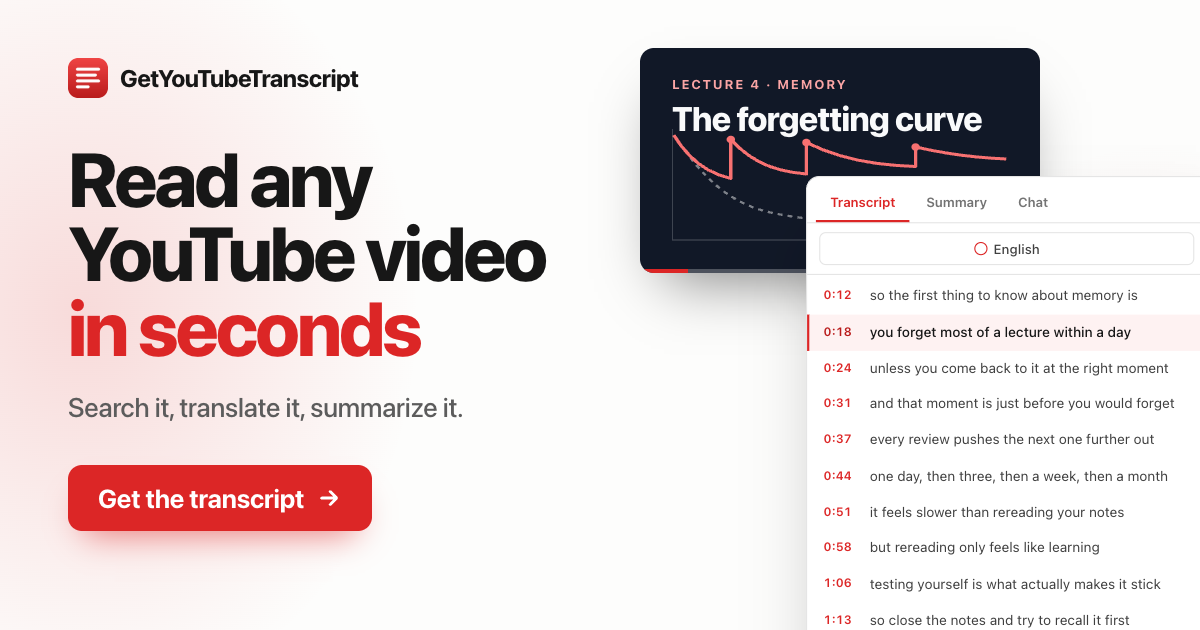 GetYouTubeTranscript
Read any
YouTube video
in seconds
Search it, translate it, summarize it.
Get the transcript →
LECTURE 4 · MEMORY
The forgetting curve
Transcript Summary Chat
English
0:12 so the first thing to know about memory is
0:18 you forget most of a lecture within a day
0:24 unless you come back to it at the right moment
0:31 and that moment is just before you would forget
0:37 every review pushes the next one further out
0:44 one day, then three, then a week, then a month
0:51 it feels slower than rereading your notes
0:58 but rereading only feels like learning
1:06 testing yourself is what actually makes it stick
1:13 so close the notes and try to recall it first